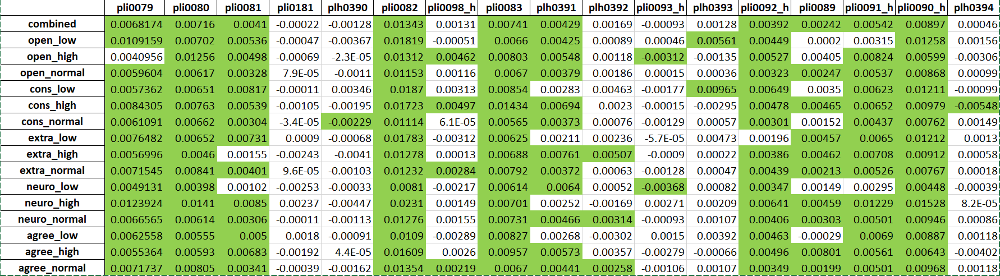 pli0079 pli0080 pli0081 pli0181 plh0390 pli0082 pli0098_h pli0083 plh0391 plh0392 pli0093_h plh0393 pli0092_h pli0089 pli0091_h pli0090_h plh0394
combined 0.0068174 0.00716 0.0041 -0.00022 -0.00128 0.01343 0.00131 0.00741 0.00429 0.00169 -0.00093 0.00128 0.00392 0.00242 0.00542 0.00897 0.00046
open_low 0.0109159 0.00702 0.00536 -0.00047 -0.00367 0.01819 -0.00051 0.0066 0.00425 0.00089 0.00046 0.00561 0.00449 0.0002 0.00315 0.01258 0.00156
open_high 0.0040956 0.01256 0.00498 -0.00069 -2.3E-05 0.01312 0.00462 0.00803 0.00548 0.00118 -0.00312 -0.00135 0.00527 0.00405 0.00824 0.00599 -0.00306
open_normal 0.0059604 0.00617 0.00328 7.9E-05 -0.0011 0.01153 0.00116 0.0067 0.00379 0.00186 0.00015 0.00036 0.00323 0.00247 0.00537 0.00868 0.00099
cons_low 0.0057362 0.00651 0.00817 -0.00011 0.00346 0.0187 0.00313 0.00854 0.00283 0.00463 -0.00177 0.00965 0.00649 0.0035 0.00623 0.01211 -0.00099
cons_high 0.0084305 0.00763 0.00539 -0.00105 -0.00195 0.01723 0.00497 0.01434 0.00694 0.0023 -0.00015 -0.00295 0.00478 0.00465 0.00652 0.00979 -0.00548
cons_normal 0.0061091 0.00662 0.00304 -3.4E-05 -0.00229 0.01114 6.1E-05 0.00565 0.00373 0.00076 -0.00129 0.00057 0.00301 0.00152 0.00437 0.00762 0.00149
extra_low 0.0076482 0.00652 0.00731 0.0009 -0.00068 0.01783 -0.00312 0.00625 0.00211 0.00236 -5.7E-05 0.00473 0.00196 0.00457 0.0065 0.01212 0.0013
extra_high 0.0056996 0.0046 0.00155 -0.00243 -0.0041 0.01278 0.00013 0.00688 0.00761 0.00507 -0.0009 0.00022 0.00386 0.00462 0.00708 0.00912 0.00058
extra_normal 0.0071545 0.00841 0.00401 9.6E-05 -0.00103 0.01232 0.00284 0.00792 0.00372 0.00063 -0.00128 0.00047 0.00439 0.00213 0.00526 0.00767 0.00018
neuro_low 0.0049131 0.00398 0.00102 -0.00253 -0.00033 0.0081 -0.00217 0.00614 0.0064 0.00052 -0.00368 0.00082 0.00347 0.00149 0.00295 0.00448 -0.00039
neuro_high 0.0123924 0.0141 0.0085 0.00237 -0.00447 0.0231 0.00149 0.00701 0.00252 -0.00169 0.00271 0.00209 0.00641 0.00459 0.01229 0.01528 8.2E-05
neuro_normal 0.0066565 0.00614 0.00306 -0.00011 -0.00113 0.01276 0.00155 0.00731 0.00466 0.00314 -0.00093 0.00107 0.00406 0.00303 0.00501 0.00946 0.00086
agree_low 0.0062558 0.00555 0.005 0.0018 -0.00091 0.0109 -0.00289 0.00827 0.00268 -0.00302 0.0015 0.00392 0.00463 -0.00029 0.0069 0.00887 0.00118
agree_high 0.0055364 0.00593 0.00683 -0.00192 4.4E-05 0.01609 0.0026 0.00957 0.00573 0.00357 -0.00279 -0.00066 0.00496 0.00801 0.00561 0.00643 -0.00402
agree_normal 0.0071737 0.00805 0.00341 -0.00039 -0.00162 0.01354 0.00219 0.0067 0.00441 0.00258 -0.00106 0.00107 0.00349 0.00199 0.00501 0.00968 0.00118